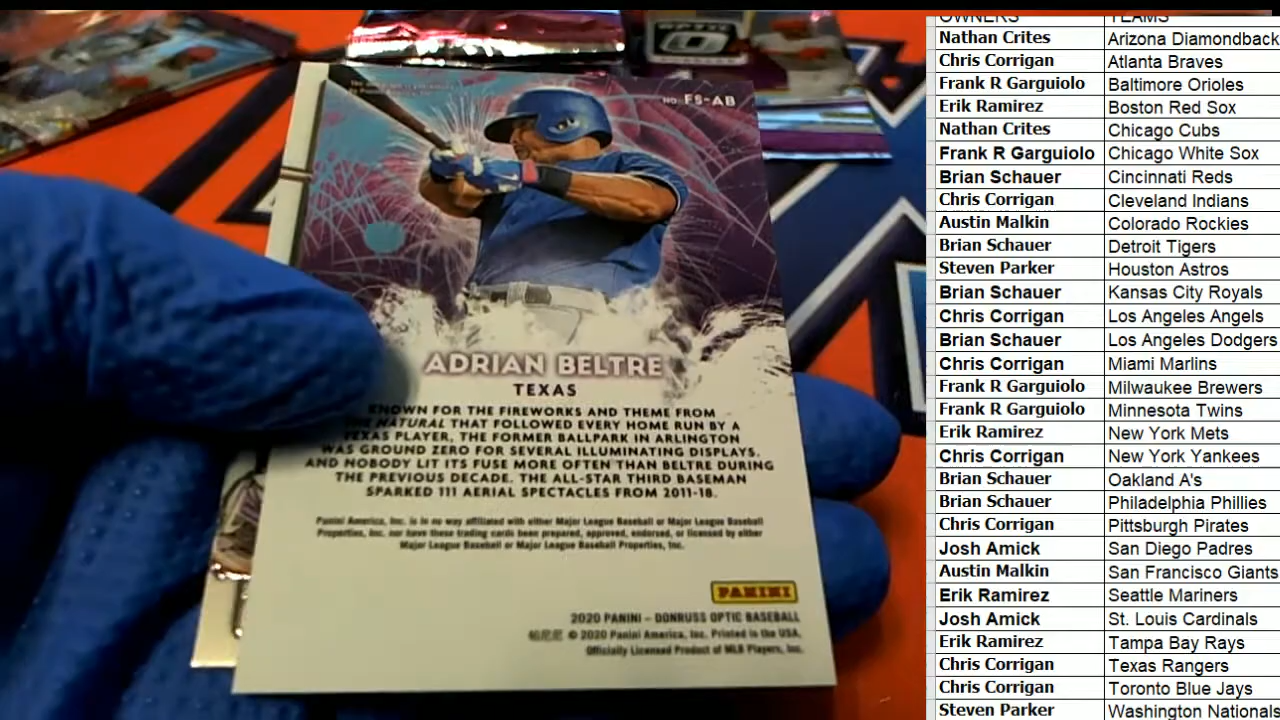 NO. FS-AB
ADRIAN BELTRE
TEXAS
KNOWN FOR THE FIREWORKS AND THEME FROM
NATURAL THAT FOLLOWED EVERY HOME RUN BY A
TEXAS PLAYER, THE FORMER BALLPARK IN ARLINGTON
WAS GROUND ZERO FOR SEVERAL ILLUMINATING DISPLAYS.
AND NOBODY LIT ITS FUSE MORE OFTEN THAN BELTRE DURING
THE PREVIOUS DECADE. THE ALL-STAR THIRD BASEMAN
SPARKED 111 AERIAL SPECTACLES FROM 2011-18.
Panini America, Inc. is in no way affiliated with either Major League Baseball or Major League Baseball
Properties, Inc. nor have these trading cards been prepared, approved, endorsed, or licensed by either
Major League Baseball or Major League Baseball Properties, Inc.
PANINI
2020 PANINI – DONRUSS OPTIC BASEBALL
© 2020 Panini America, Inc. Printed in the USA.
Officially Licensed Product of MLB Players, Inc.
OWNERS TEAMS
Nathan Crites Arizona Diamondback
Chris Corrigan Atlanta Braves
Frank R Garguiolo Baltimore Orioles
Erik Ramirez Boston Red Sox
Nathan Crites Chicago Cubs
Frank R Garguiolo Chicago White Sox
Brian Schauer Cincinnati Reds
Chris Corrigan Cleveland Indians
Austin Malkin Colorado Rockies
Brian Schauer Detroit Tigers
Steven Parker Houston Astros
Brian Schauer Kansas City Royals
Chris Corrigan Los Angeles Angels
Brian Schauer Los Angeles Dodgers
Chris Corrigan Miami Marlins
Frank R Garguiolo Milwaukee Brewers
Frank R Garguiolo Minnesota Twins
Erik Ramirez New York Mets
Chris Corrigan New York Yankees
Brian Schauer Oakland A's
Brian Schauer Philadelphia Phillies
Chris Corrigan Pittsburgh Pirates
Josh Amick San Diego Padres
Austin Malkin San Francisco Giants
Erik Ramirez Seattle Mariners
Josh Amick St. Louis Cardinals
Erik Ramirez Tampa Bay Rays
Chris Corrigan Texas Rangers
Chris Corrigan Toronto Blue Jays
Steven Parker Washington Nationals